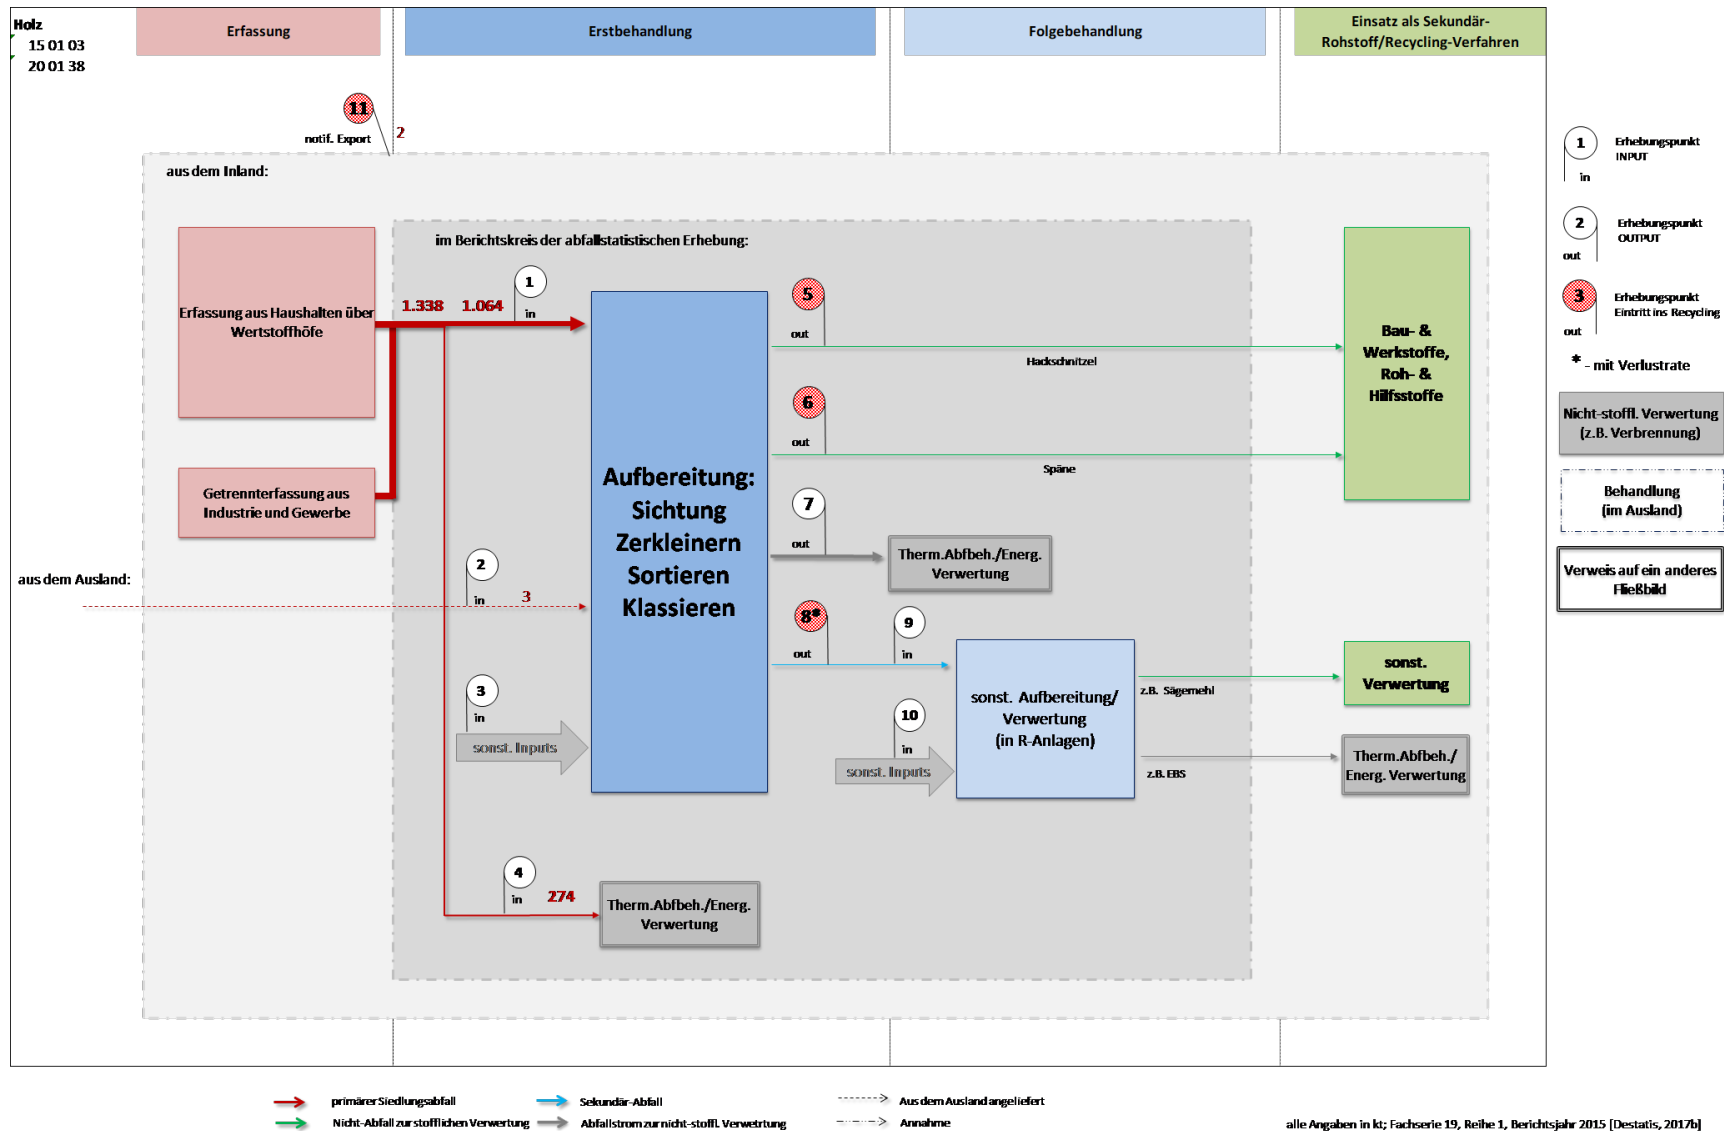 Holz
15 01 03
20 01 38
Erfassung
Erstbehandlung
Folgebehandlung
Einsatz als Sekundär-
Rohstoff/Recycling-Verfahren
11
notif. Export
2
aus dem Inland:
im Berichtskreis der abfallstatistischen Erhebung:
Erfassung aus Haushalten über
Wertstoffhöfe
1.338
1.064
1
in
Getrennterfassung aus
Industrie und Gewerbe
aus dem Ausland:
2
in
3
3
in
sonst. Inputs
4
in
274
Therm.Abfbeh./Energ.
Verwertung
Aufbereitung:
Sichtung
Zerkleinern
Sortieren
Klassieren
5
out
Hackschnitzel
6
out
Späne
7
out
Therm.Abfbeh./Energ.
Verwertung
8*
out
9
in
10
in
sonst. Inputs
sonst. Aufbereitung/
Verwertung
(in R-Anlagen)
z.B. Sägemehl
z.B. EBS
Bau- &
Werkstoffe,
Roh- &
Hilfsstoffe
sonst.
Verwertung
Therm.Abfbeh./
Energ. Verwertung
1
in
Erhebungspunkt
INPUT
2
out
Erhebungspunkt
OUTPUT
3
out
Erhebungspunkt
Eintritt ins Recycling
* - mit Verlustrate
Nicht-stoffl. Verwertung
(z.B. Verbrennung)
Behandlung
(im Ausland)
Verweis auf ein anderes
Fließbild
primärer Siedlungsabfall
Nicht-Abfall zur stofflichen Verwertung
Sekundär-Abfall
Abfallstrom zur nicht-stoffl. Verwetrtung
Aus dem Ausland angeliefert
Annahme
alle Angaben in kt; Fachserie 19, Reihe 1, Berichtsjahr 2015 [Destatis, 2017b]